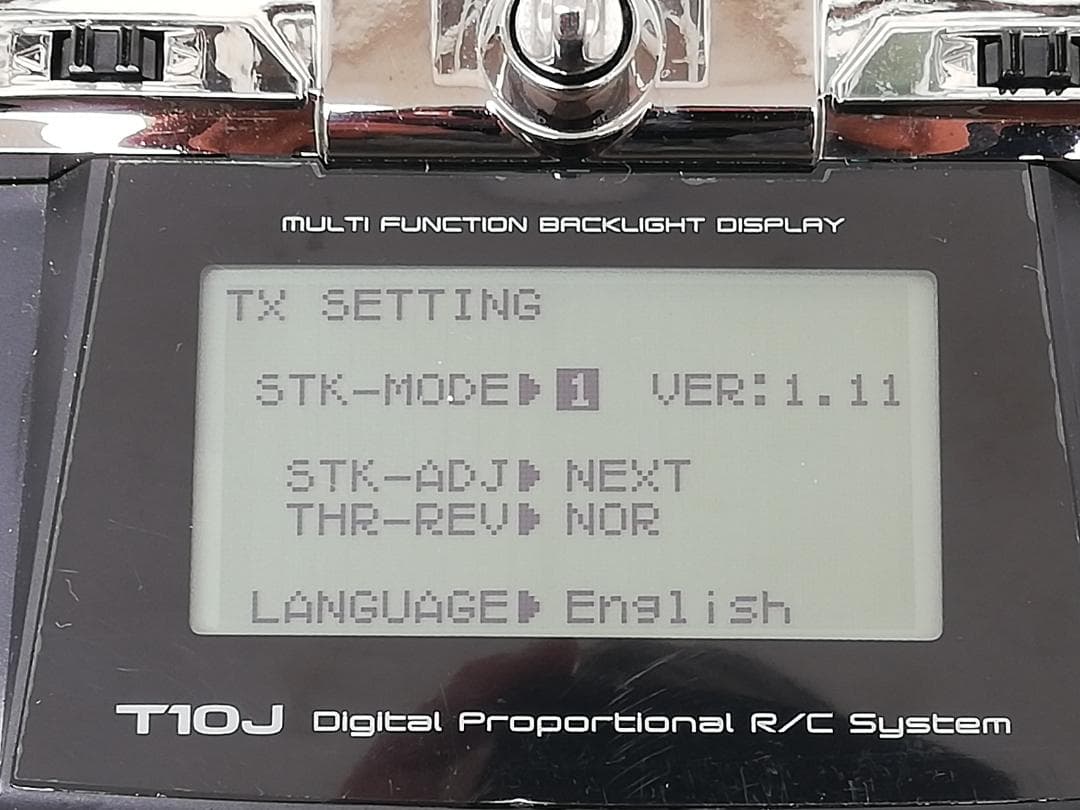 MULTI FUNCTION BACKLIGHT DISPLAY
TX SETTING
STK-MODE▶ 1 VER:1.11
STK-ADJ▶ NEXT
THR-REV▶ NOR
LANGUAGE▶ English
T10J Digital Proportional R/C System